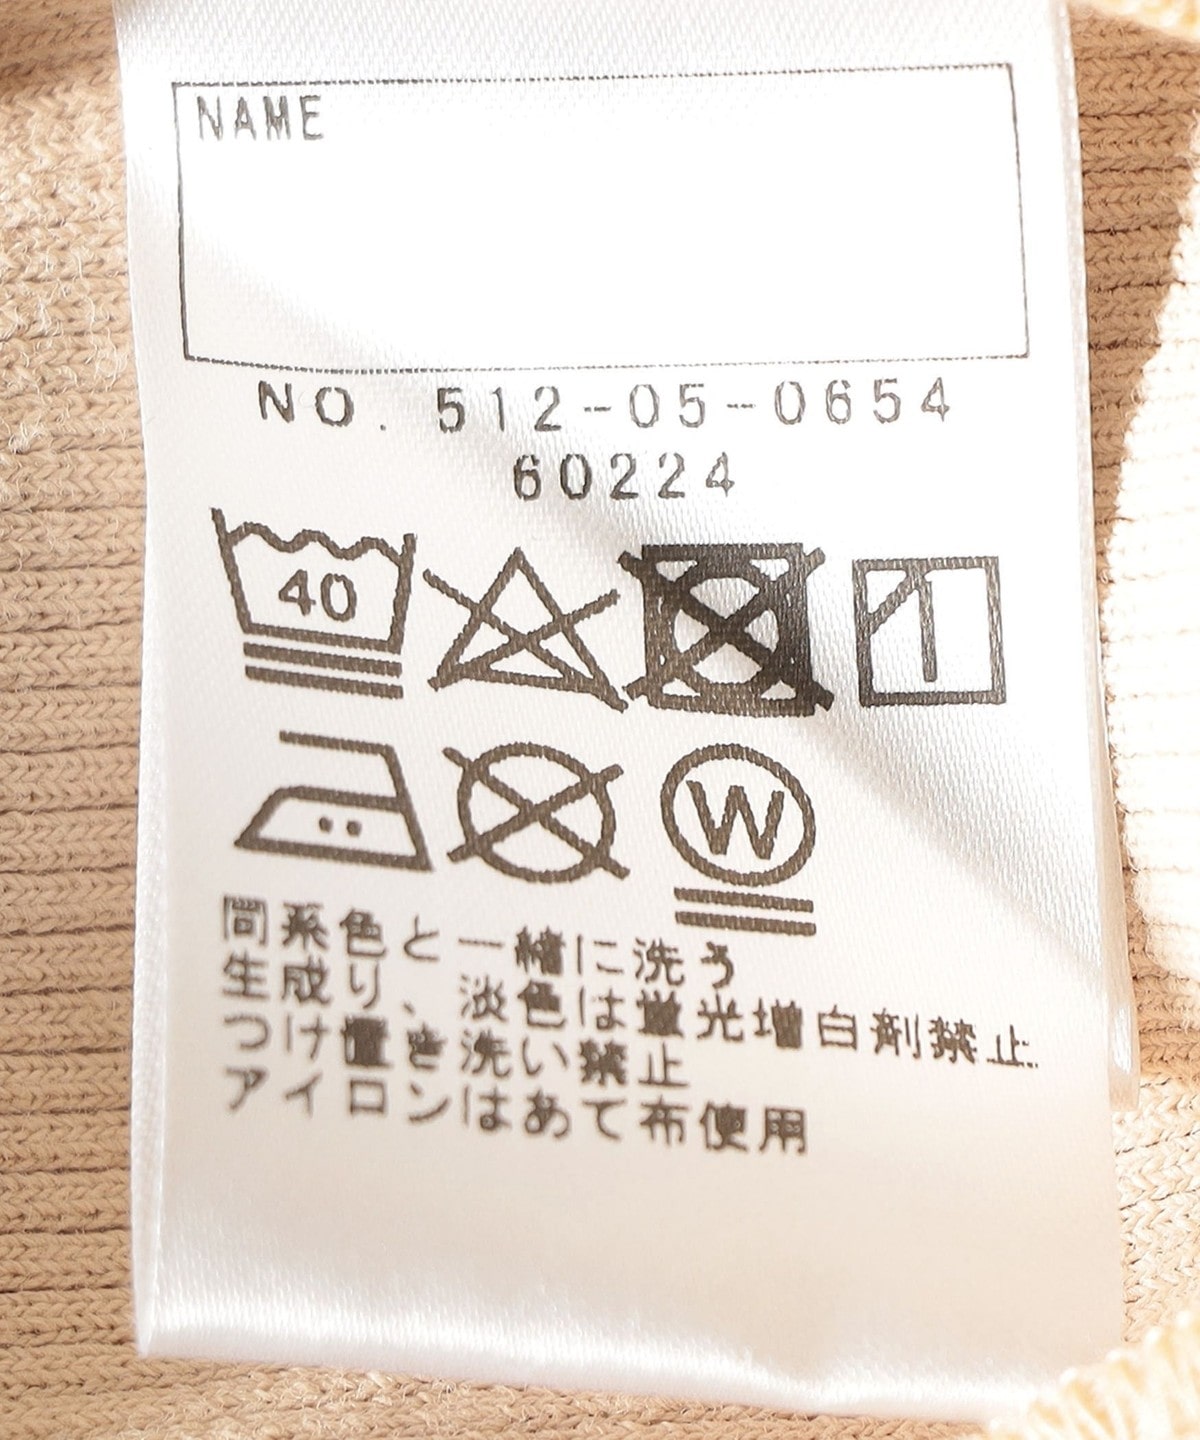 NAME
NO. 512-05-0654
60224
40
W
同系色と一緒に洗う
生成り、淡色は蛍光増白剤禁止
つけ置き洗い禁止
アイロンはあて布使用